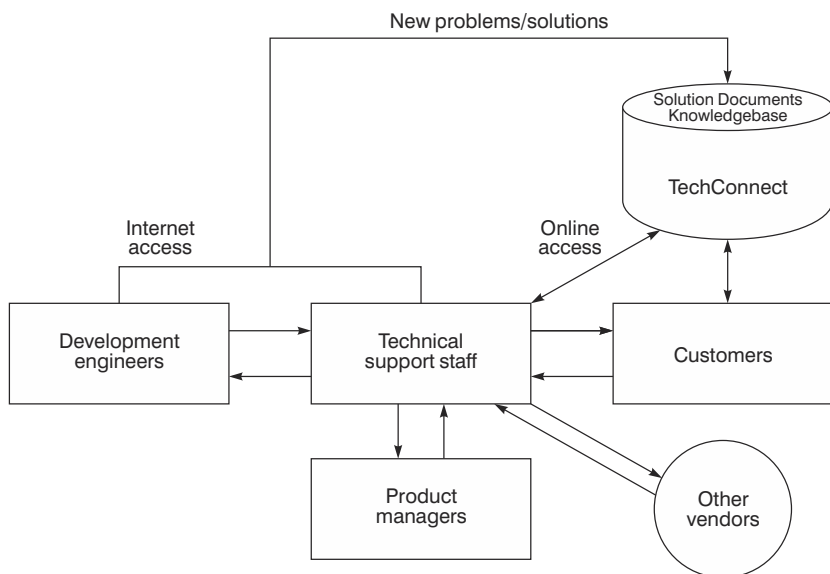 New problems/solutions
Solution Documents
Knowledgebase
TechConnect
Internet
access
Online
access
Development
engineers
Technical
support staff
Customers
Product
managers
Other
vendors